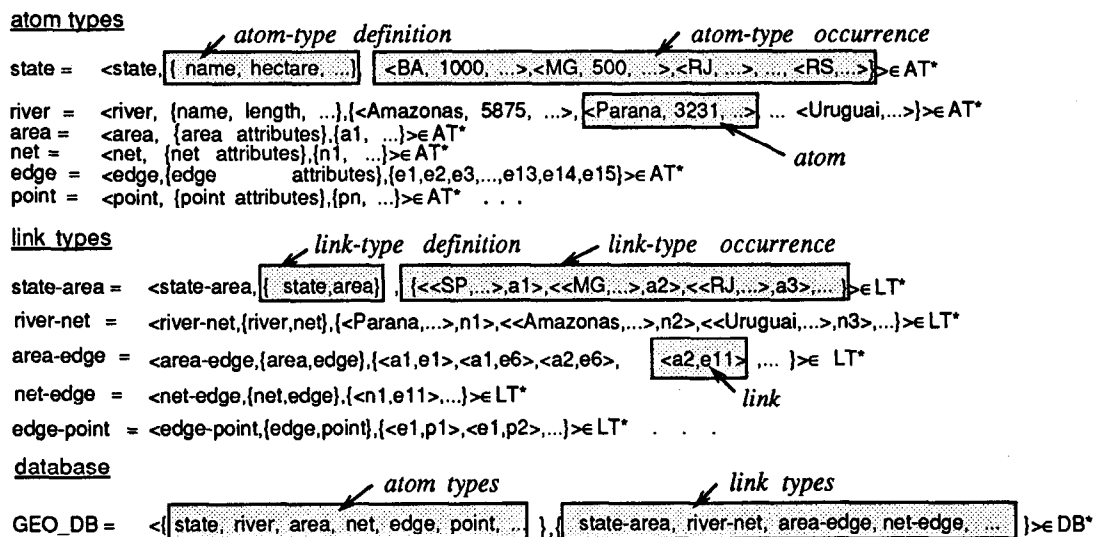 atom types
atom-type definition atom-type occurrence
state = <state,{ name, hectare, ...} { <BA, 1000, ...>,<MG, 500, ...>,<RJ, ...>, ..., <RS,...>}>∈AT*
river = <river, {name, length, ...},{<Amazonas, 5875, ...>, <Parana, 3231, ..> ... <Uruguai,...>}>∈AT*
area = <area, {area attributes},{a1, ...}>∈AT*
net = <net, {net attributes},{n1, ...}>∈AT*
atom
edge = <edge,{edge attributes},{e1,e2,e3,...,e13,e14,e15}>∈AT*
point = <point, {point attributes},{pn, ...}>∈AT* . . .
link types
link-type definition link-type occurrence
state-area = <state-area,{ state,area} ,{<<SP,...>,a1>,<<MG,...>,a2>,<<RJ,...>,a3>,... }>∈LT*
river-net = <river-net,{river,net},{<Parana,...>,n1>,<<Amazonas,...>,n2>,<<Uruguai,...>,n3>,...}>∈LT*
area-edge = <area-edge,{area,edge},{<a1,e1>,<a1,e6>,<a2,e6>, <a2,e11> ,... }>∈ LT*
net-edge = <net-edge,{net,edge},{<n1,e11>,...}>∈LT*
link
edge-point = <edge-point,{edge,point},{<e1,p1>,<e1,p2>,...}>∈LT* . . .
database
atom types link types
GEO_DB = <{ state, river, area, net, edge, point, ... },{ state-area, river-net, area-edge, net-edge, ... }>∈DB*